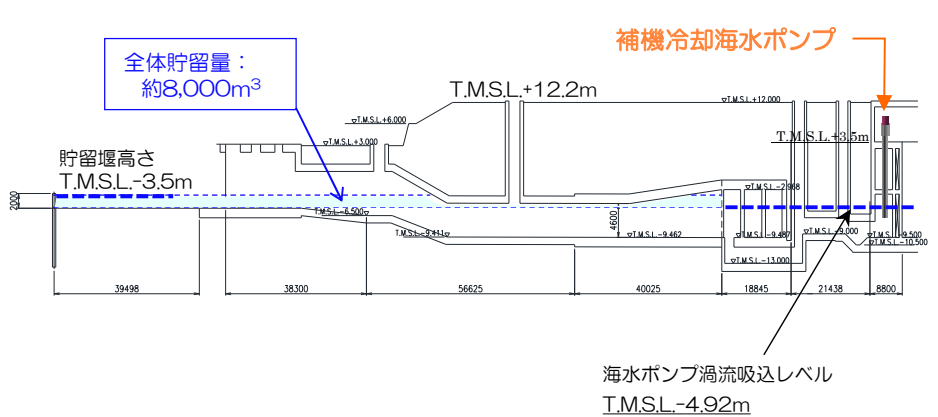 補機冷却海水ポンプ
全体貯留量：
約8,000m³
T.M.S.L.+12.2m
▽T.M.S.L.+12.000
▽T.M.S.L.+6.000
▽T.M.S.L.+3.000
T.M.S.L.+3.5m
貯留堰高さ
T.M.S.L.-3.5m
▽T.M.S.L.-2.968
2000
T.M.S.L.-6.500▽
4600
T.M.S.L.-9.411▽
▽T.M.S.L.-9.462
▽T.M.S.L.-9.487
▽T.M.S.L.-9.000
▽T.M.S.L.-9.500
▽T.M.S.L.-10.500
▽T.M.S.L.-13.000
39498
38300
56625
40025
18845
21438
8800
海水ポンプ渦流吸込レベル
T.M.S.L.-4.92m